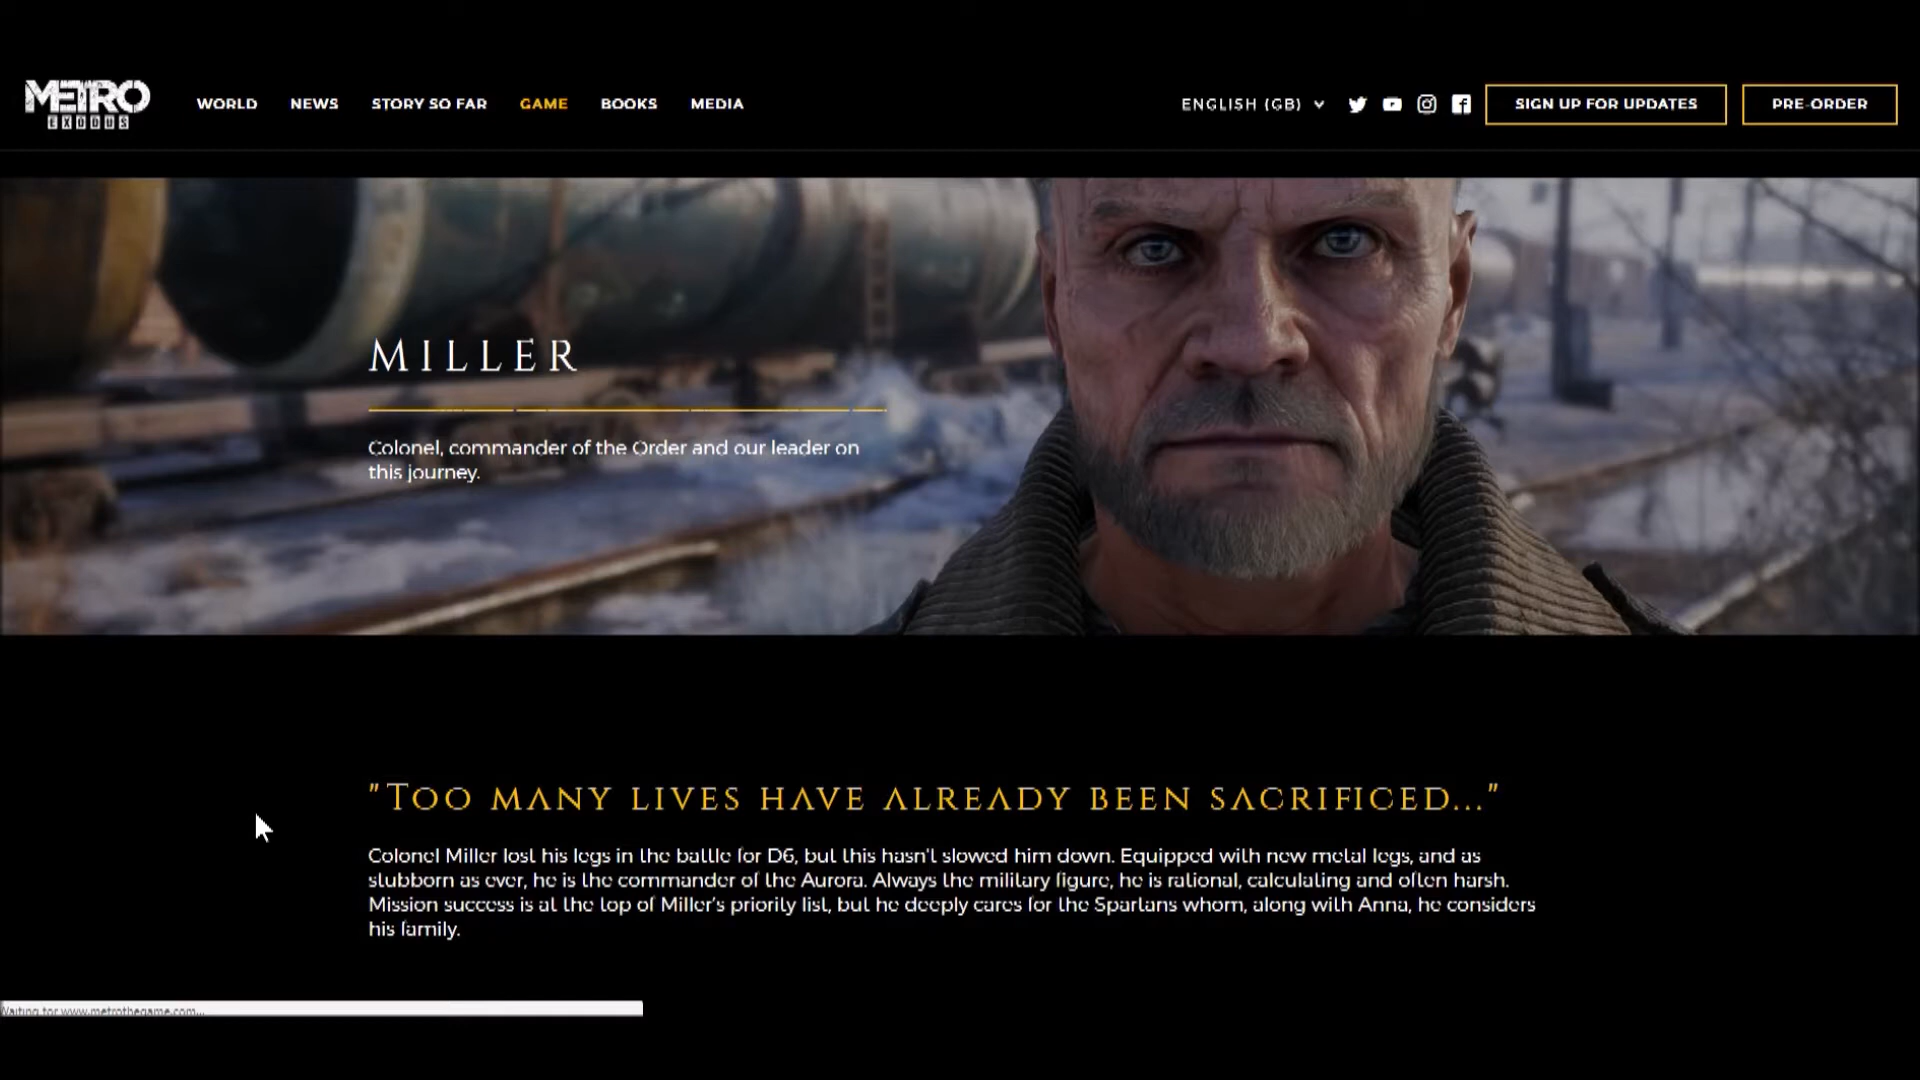 METRO
EXODUS
WORLD NEWS STORY SO FAR GAME BOOKS MEDIA
ENGLISH (GB)
SIGN UP FOR UPDATES
PRE-ORDER
MILLER
Colonel, commander of the Order and our leader on
this journey.
"TOO MANY LIVES HAVE ALREADY BEEN SACRIFICED..."
Colonel Miller lost his legs in the battle for D6, but this hasn't slowed him down. Equipped with new metal legs, and as
stubborn as ever, he is the commander of the Aurora. Always the military figure, he is rational, calculating and often harsh.
Mission success is at the top of Miller's priority list, but he deeply cares for the Spartans whom, along with Anna, he considers
his family.
Waiting for www.metrothegame.com...